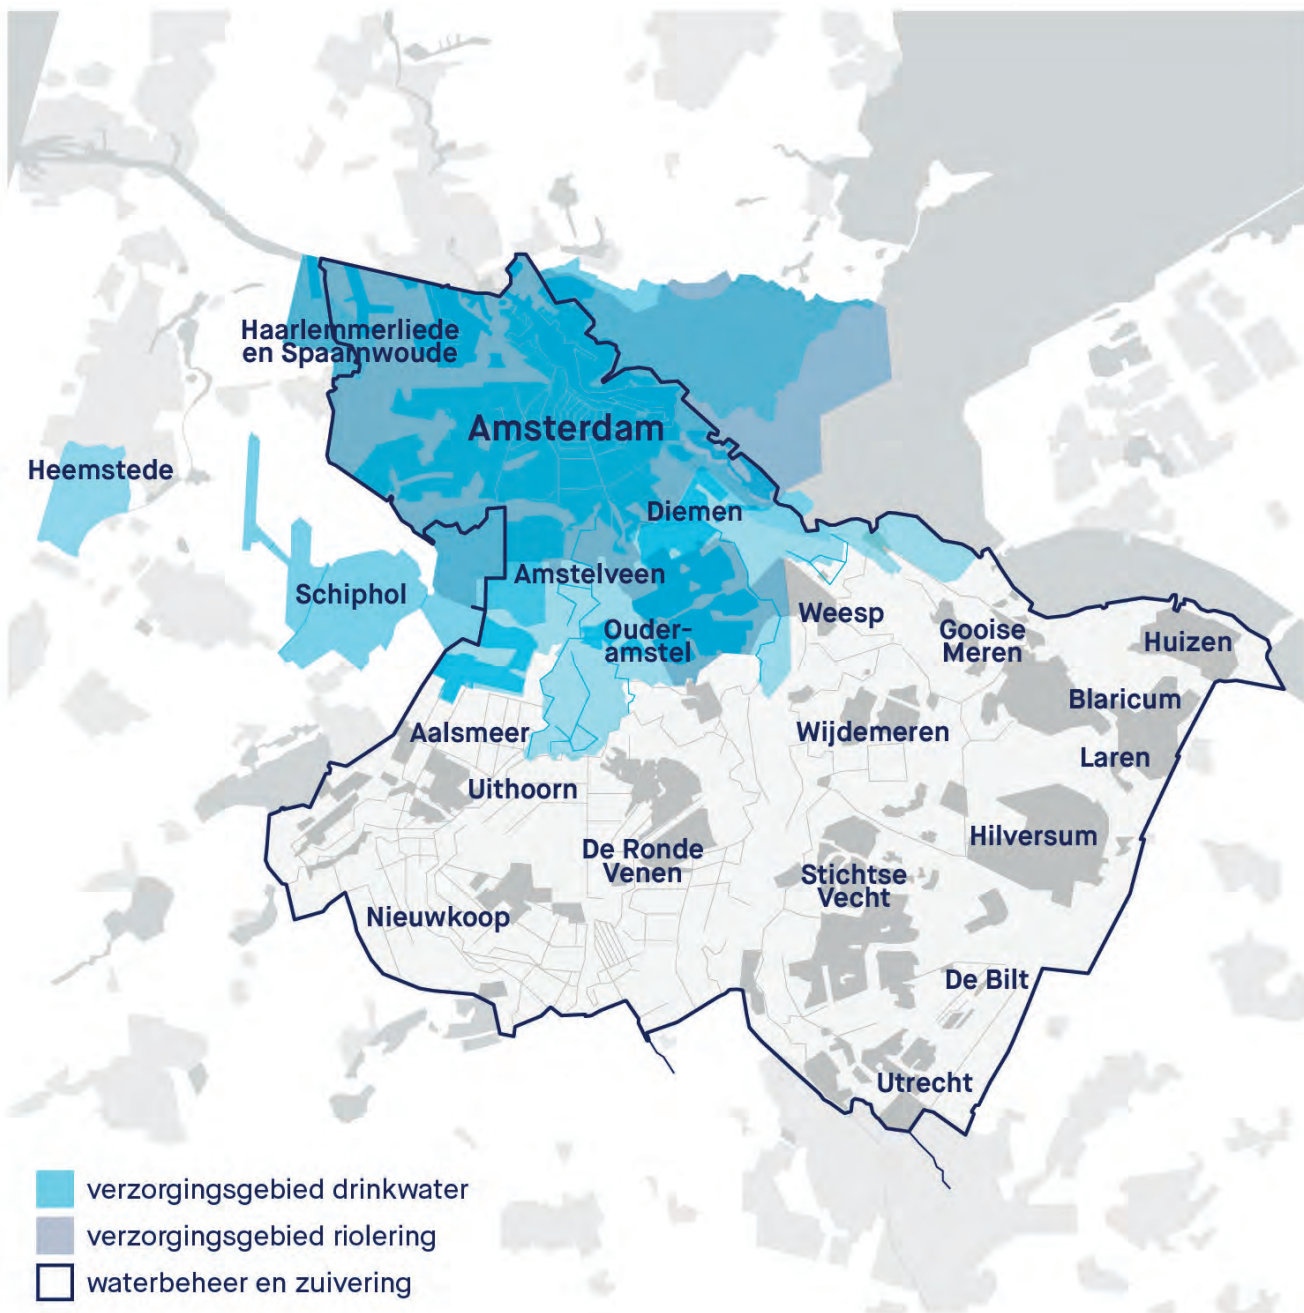 Haarlemmerliede
en Spaarnwoude
Amsterdam
Heemstede
Diemen
Schiphol
Amstelveen
Ouder-
amstel
Weesp
Gooise
Meren
Huizen
Blaricum
Aalsmeer
Wijdemeren
Laren
Uithoorn
Hilversum
De Ronde
Venen
Stichtse
Vecht
Nieuwkoop
De Bilt
Utrecht
verzorgingsgebied drinkwater
verzorgingsgebied riolering
waterbeheer en zuivering